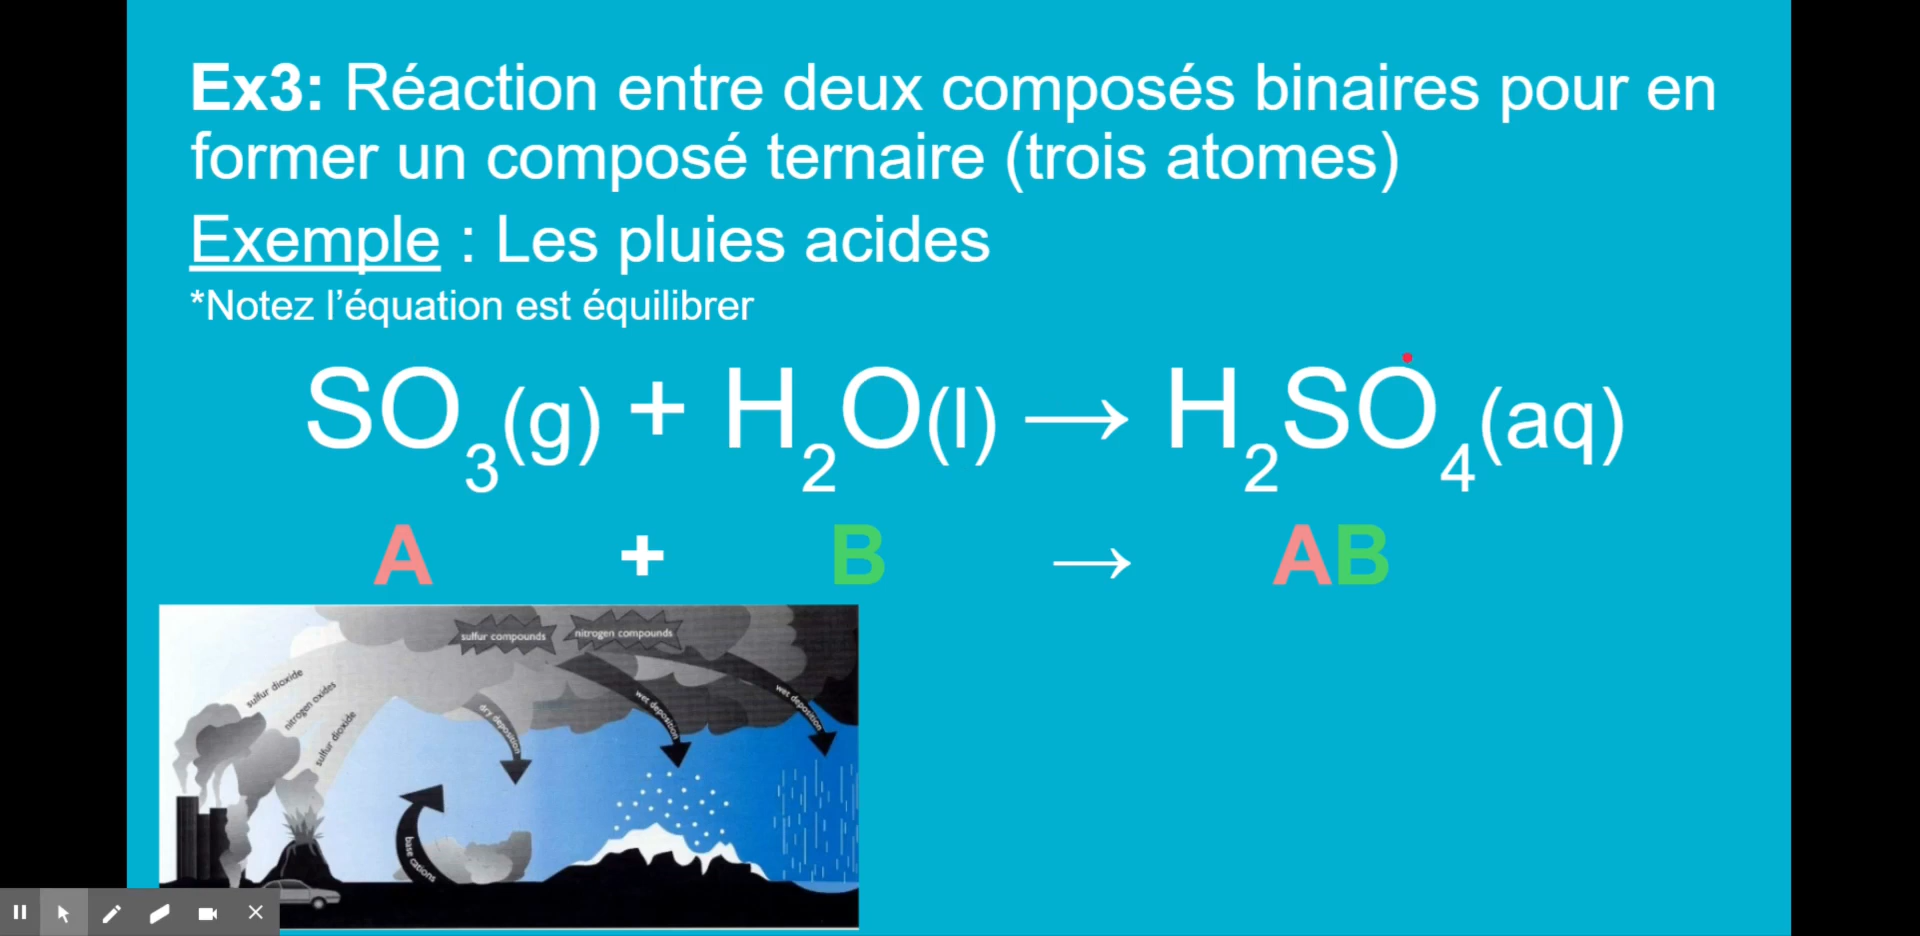 Ex3: Réaction entre deux composés binaires pour en
former un composé ternaire (trois atomes)
Exemple : Les pluies acides
*Notez l'équation est équilibrer
SO₃(g) + H₂O(l) → H₂SO₄(aq)
A + B → AB
sulfur compounds
nitrogen compounds
sulfur dioxide
nitrogen oxides
sulfur dioxide
dry deposition
wet deposition
wet deposition
base cations